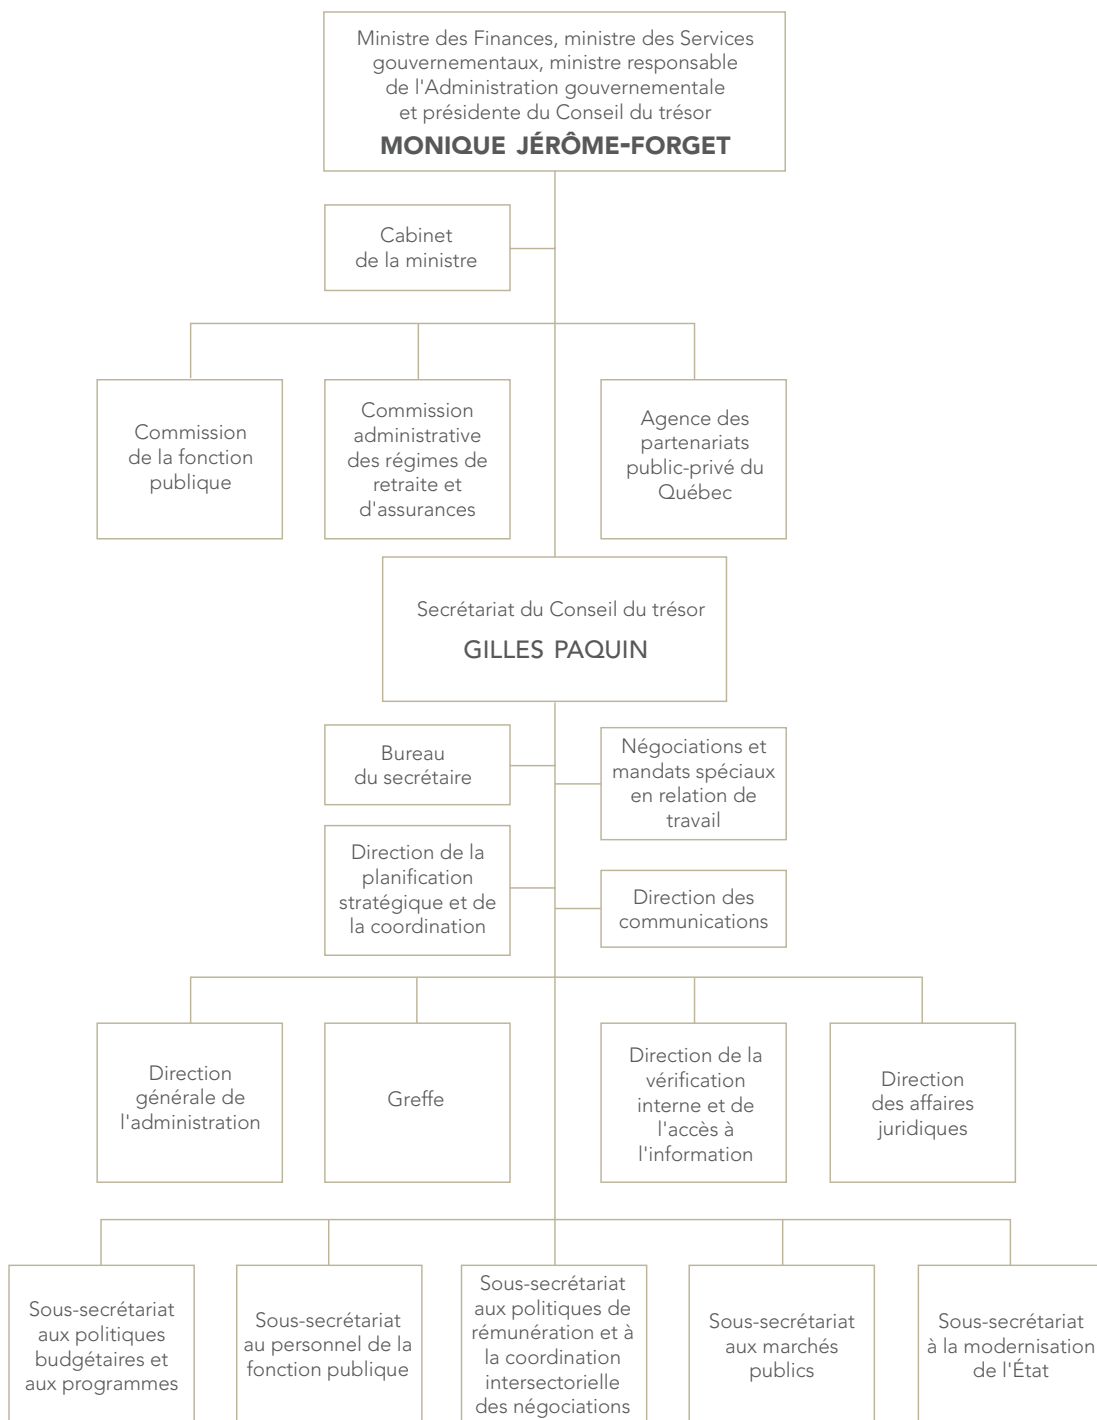 Ministre des Finances, ministre des Services
gouvernementaux, ministre responsable
de l'Administration gouvernementale
et présidente du Conseil du trésor
MONIQUE JÉRÔME-FORGET
Cabinet
de la ministre
Commission
de la fonction
publique
Commission
administrative
des régimes de
retraite et
d'assurances
Agence des
partenariats
public-privé du
Québec
Secrétariat du Conseil du trésor
GILLES PAQUIN
Bureau
du secrétaire
Négociations et
mandats spéciaux
en relation de
travail
Direction de la
planification
stratégique et de
la coordination
Direction des
communications
Direction
générale de
l'administration
Greffe
Direction de la
vérification
interne et de
l'accès à
l'information
Direction
des affaires
juridiques
Sous-secrétariat
aux politiques
budgétaires et
aux programmes
Sous-secrétariat
au personnel de la
fonction publique
Sous-secrétariat
aux politiques de
rémunération et à
la coordination
intersectorielle
des négociations
Sous-secrétariat
aux marchés
publics
Sous-secrétariat
à la modernisation
de l'État